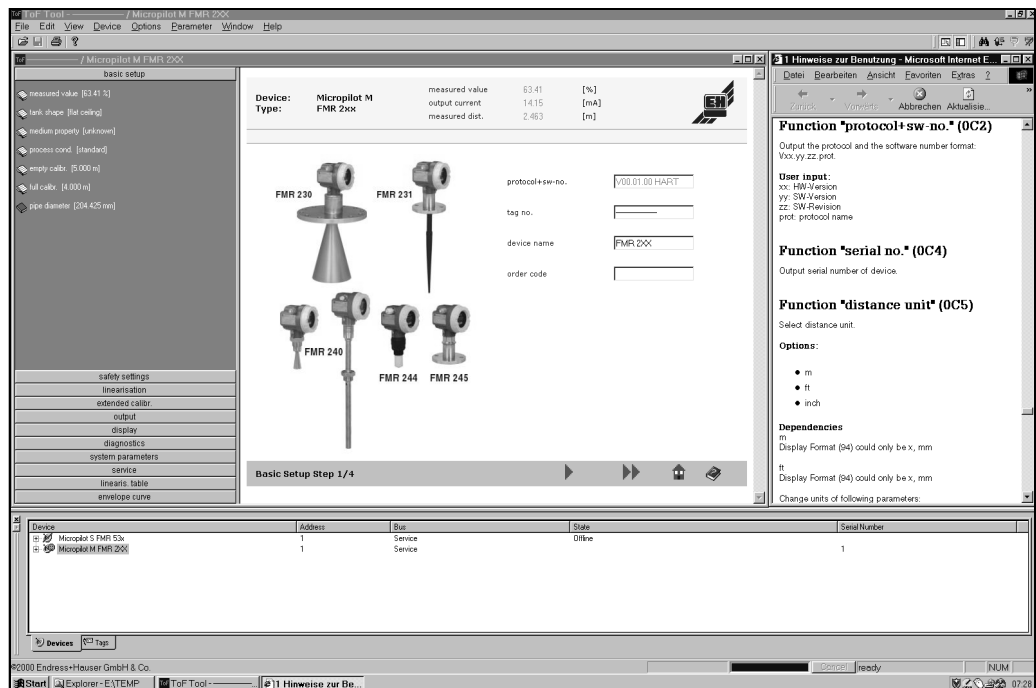 ToF Tool - ———— / Micropilot M FMR 2XX
File Edit View Device Options Parameter Window Help
———— / Micropilot M FMR 2XX
basic setup
measured value [63.41 %]
tank shape [flat ceiling]
medium property [unknown]
process cond. [standard]
empty calibr. [5.000 m]
full calibr. [4.000 m]
pipe diameter [204.425 mm]
safety settings
linearisation
extended calibr.
output
display
diagnostics
system parameters
service
linearis. table
envelope curve
Device: Micropilot M
Type: FMR 2xx
measured value 63.41 [%]
output current 14.15 [mA]
measured dist. 2.463 [m]
EH
FMR 230
FMR 231
FMR 240
FMR 244
FMR 245
protocol+sw-no. V00.01.00 HART
tag no. ————
device name FMR 2XX
order code
Basic Setup Step 1/4
1 Hinweise zur Benutzung - Microsoft Internet E...
Datei Bearbeiten Ansicht Favoriten Extras ?
Zurück Vorwärts Abbrechen Aktualisie... »
Function "protocol+sw-no." (0C2)
Output the protocol and the software number format:
Vxx.yy.zz.prot.
User input:
xx: HW-Version
yy: SW-Version
zz: SW-Revision
prot: protocol name
Function "serial no." (0C4)
Output serial number of device.
Function "distance unit" (0C5)
Select distance unit.
Options:
• m
• ft
• inch
Dependencies
m
Display Format (94) could only be x, mm
ft
Display Format (94) could only be x, mm
Change units of following parameters:
Device Address Bus State Serial Number
Micropilot S FMR 53x 1 Service Offline
Micropilot M FMR 2XX 1 Service 1
Devices Tags
©2000 Endress+Hauser GmbH & Co.
Cancel ready NUM
Start Explorer - E:\TEMP ToF Tool - ———— ... 1 Hinweise zur Be... 07:26